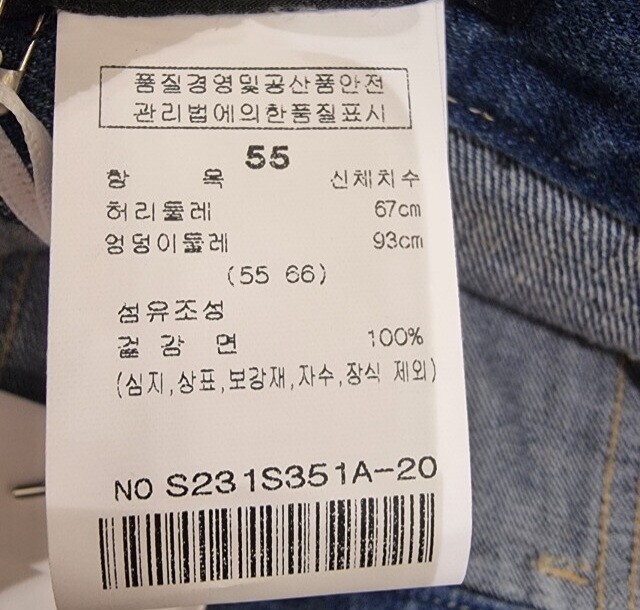 품질경영및공산품안전
관리법에의한품질표시
55
항 목 신체치수
허리둘레 67cm
엉덩이둘레 93cm
(55 66)
섬유조성
겉감 면 100%
(심지,상표,보강재,자수,장식 제외)
NO S231S351A-20